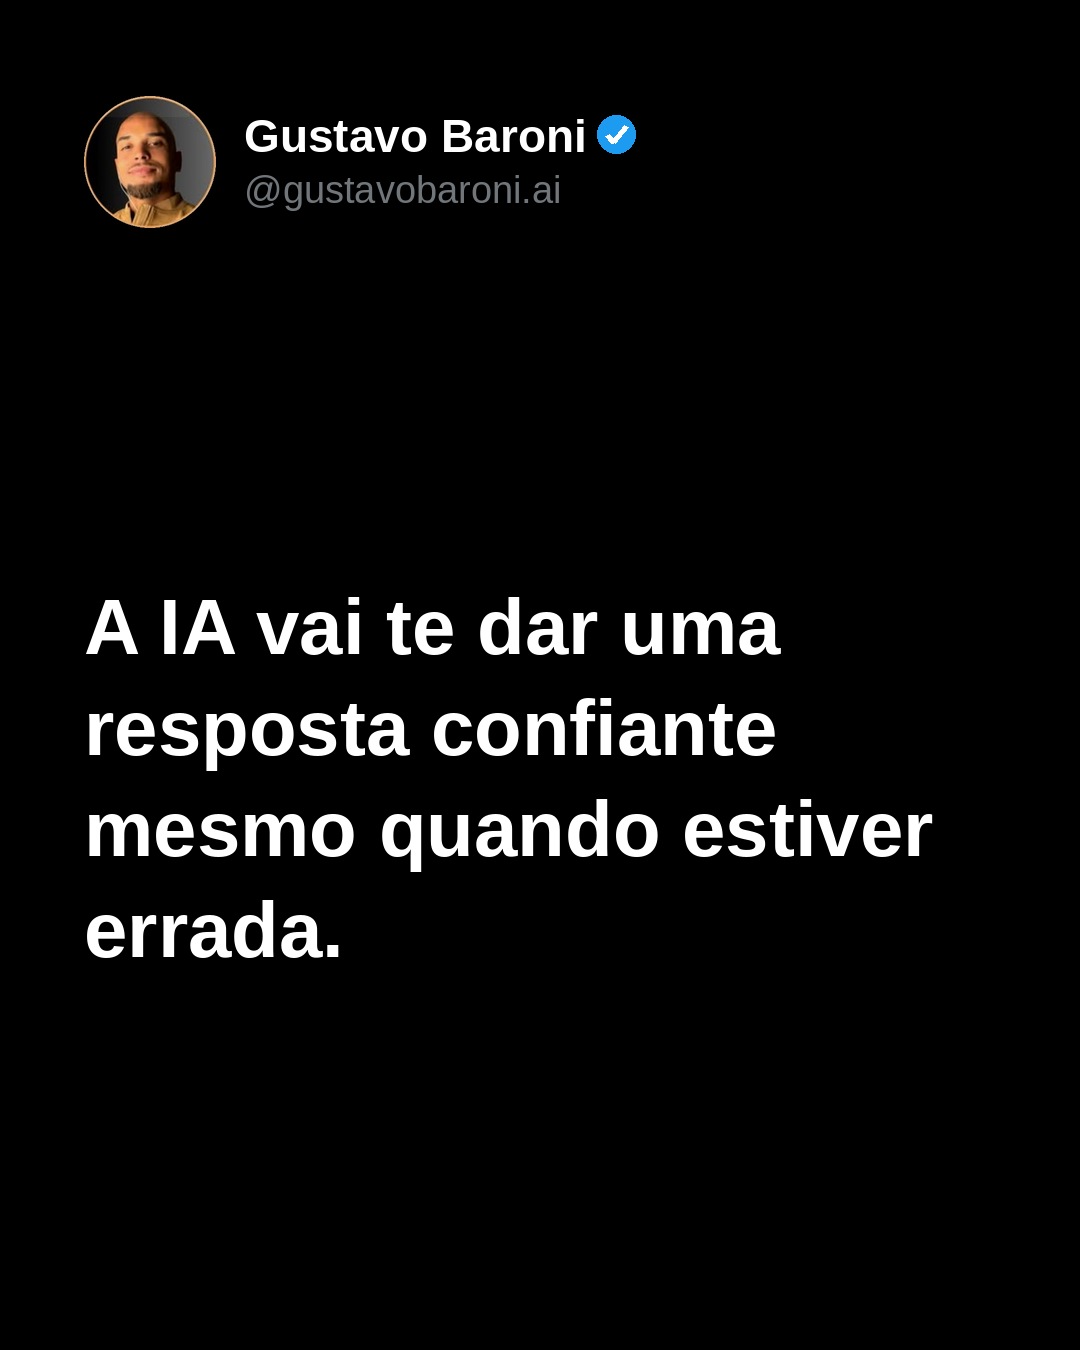 Gustavo Baroni
@gustavobaroni.ai
A IA vai te dar uma
resposta confiante
mesmo quando estiver
errada.